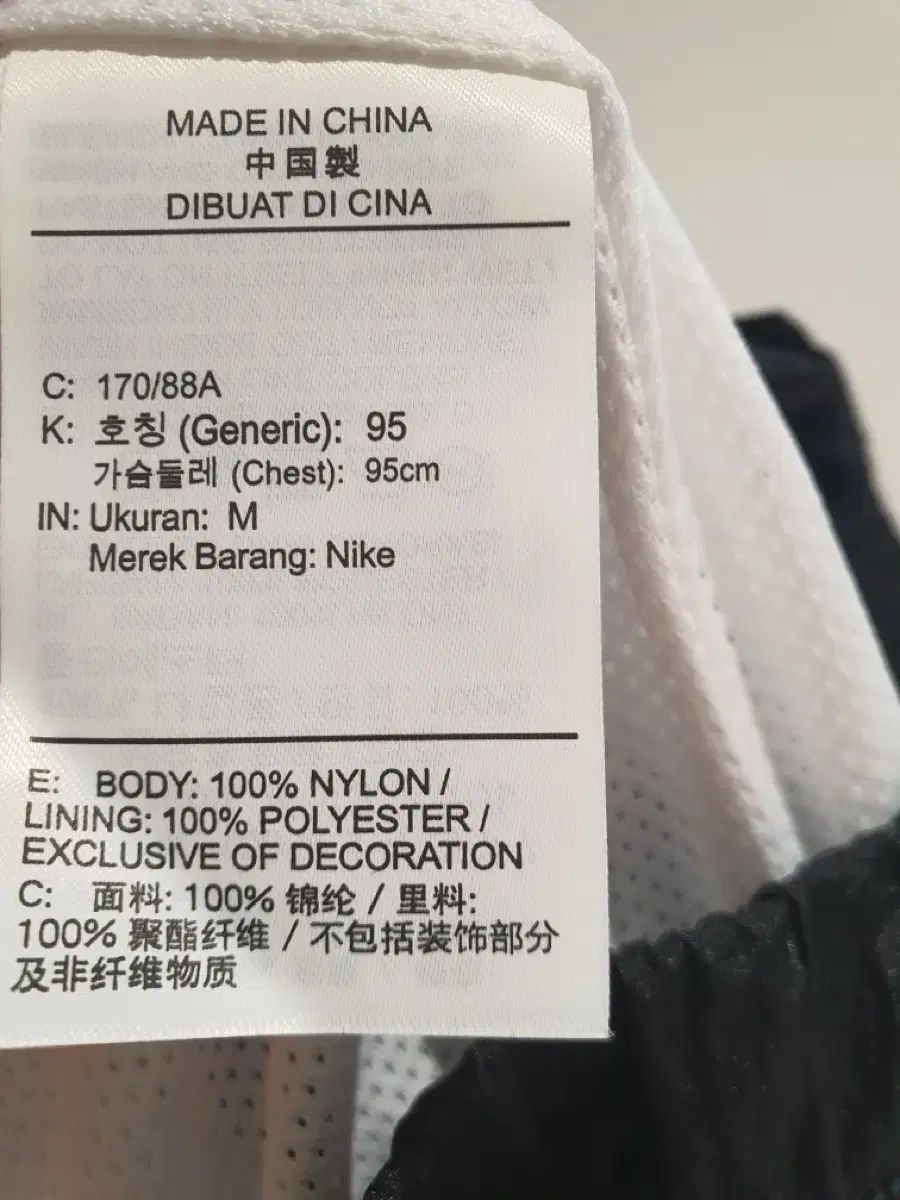 MADE IN CHINA
中国製
DIBUAT DI CINA
C: 170/88A
K: 호칭 (Generic): 95
가슴둘레 (Chest): 95cm
IN: Ukuran: M
Merek Barang: Nike
E: BODY: 100% NYLON /
LINING: 100% POLYESTER /
EXCLUSIVE OF DECORATION
C: 面料: 100% 锦纶 / 里料:
100% 聚酯纤维 / 不包括装饰部分
及非纤维物质